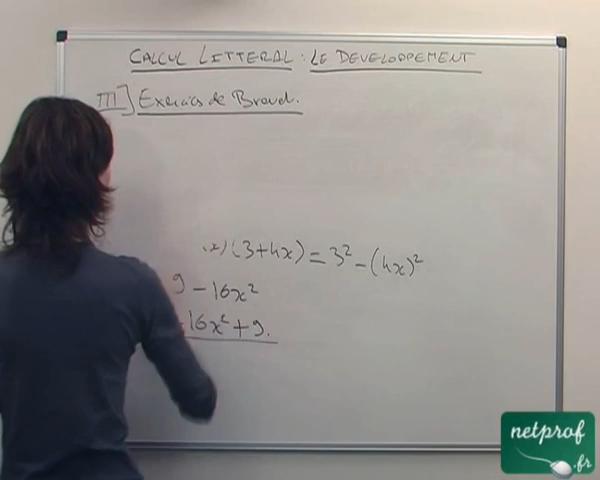 CALCUL LITTERAL : LE DEVELOPPEMENT
III] Exercices de Brevet.
x)(3+4x) = 3² - (4x)²
9 - 16x²
16x² + 9.
netprof
.fr